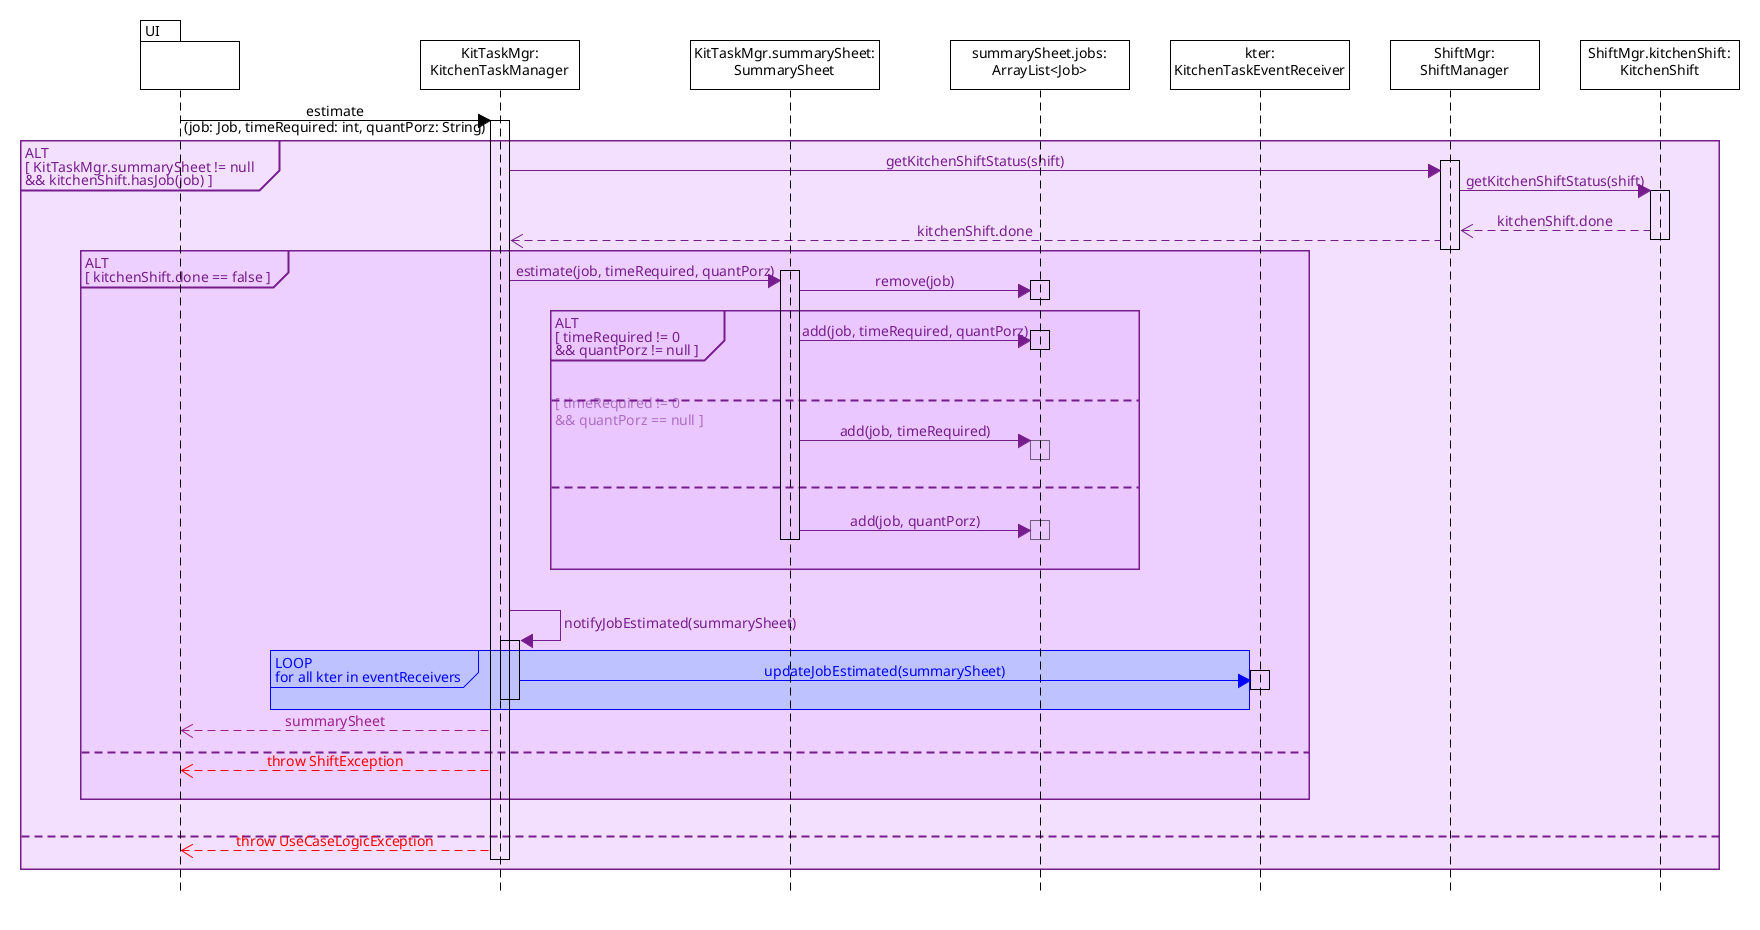 UI
KitTaskMgr:
KitchenTaskManager
KitTaskMgr.summarySheet:
SummarySheet
summarySheet.jobs:
ArrayList<Job>
kter:
KitchenTaskEventReceiver
ShiftMgr:
ShiftManager
ShiftMgr.kitchenShift:
KitchenShift
estimate
(job: Job, timeRequired: int, quantPorz: String)
ALT
[ KitTaskMgr.summarySheet != null
&& kitchenShift.hasJob(job) ]
getKitchenShiftStatus(shift)
getKitchenShiftStatus(shift)
kitchenShift.done
kitchenShift.done
ALT
[ kitchenShift.done == false ]
estimate(job, timeRequired, quantPorz)
remove(job)
ALT
[ timeRequired != 0
&& quantPorz != null ]
add(job, timeRequired, quantPorz)
[ timeRequired != 0
&& quantPorz == null ]
add(job, timeRequired)
add(job, quantPorz)
notifyJobEstimated(summarySheet)
LOOP
for all kter in eventReceivers
updateJobEstimated(summarySheet)
summarySheet
throw ShiftException
throw UseCaseLogicException